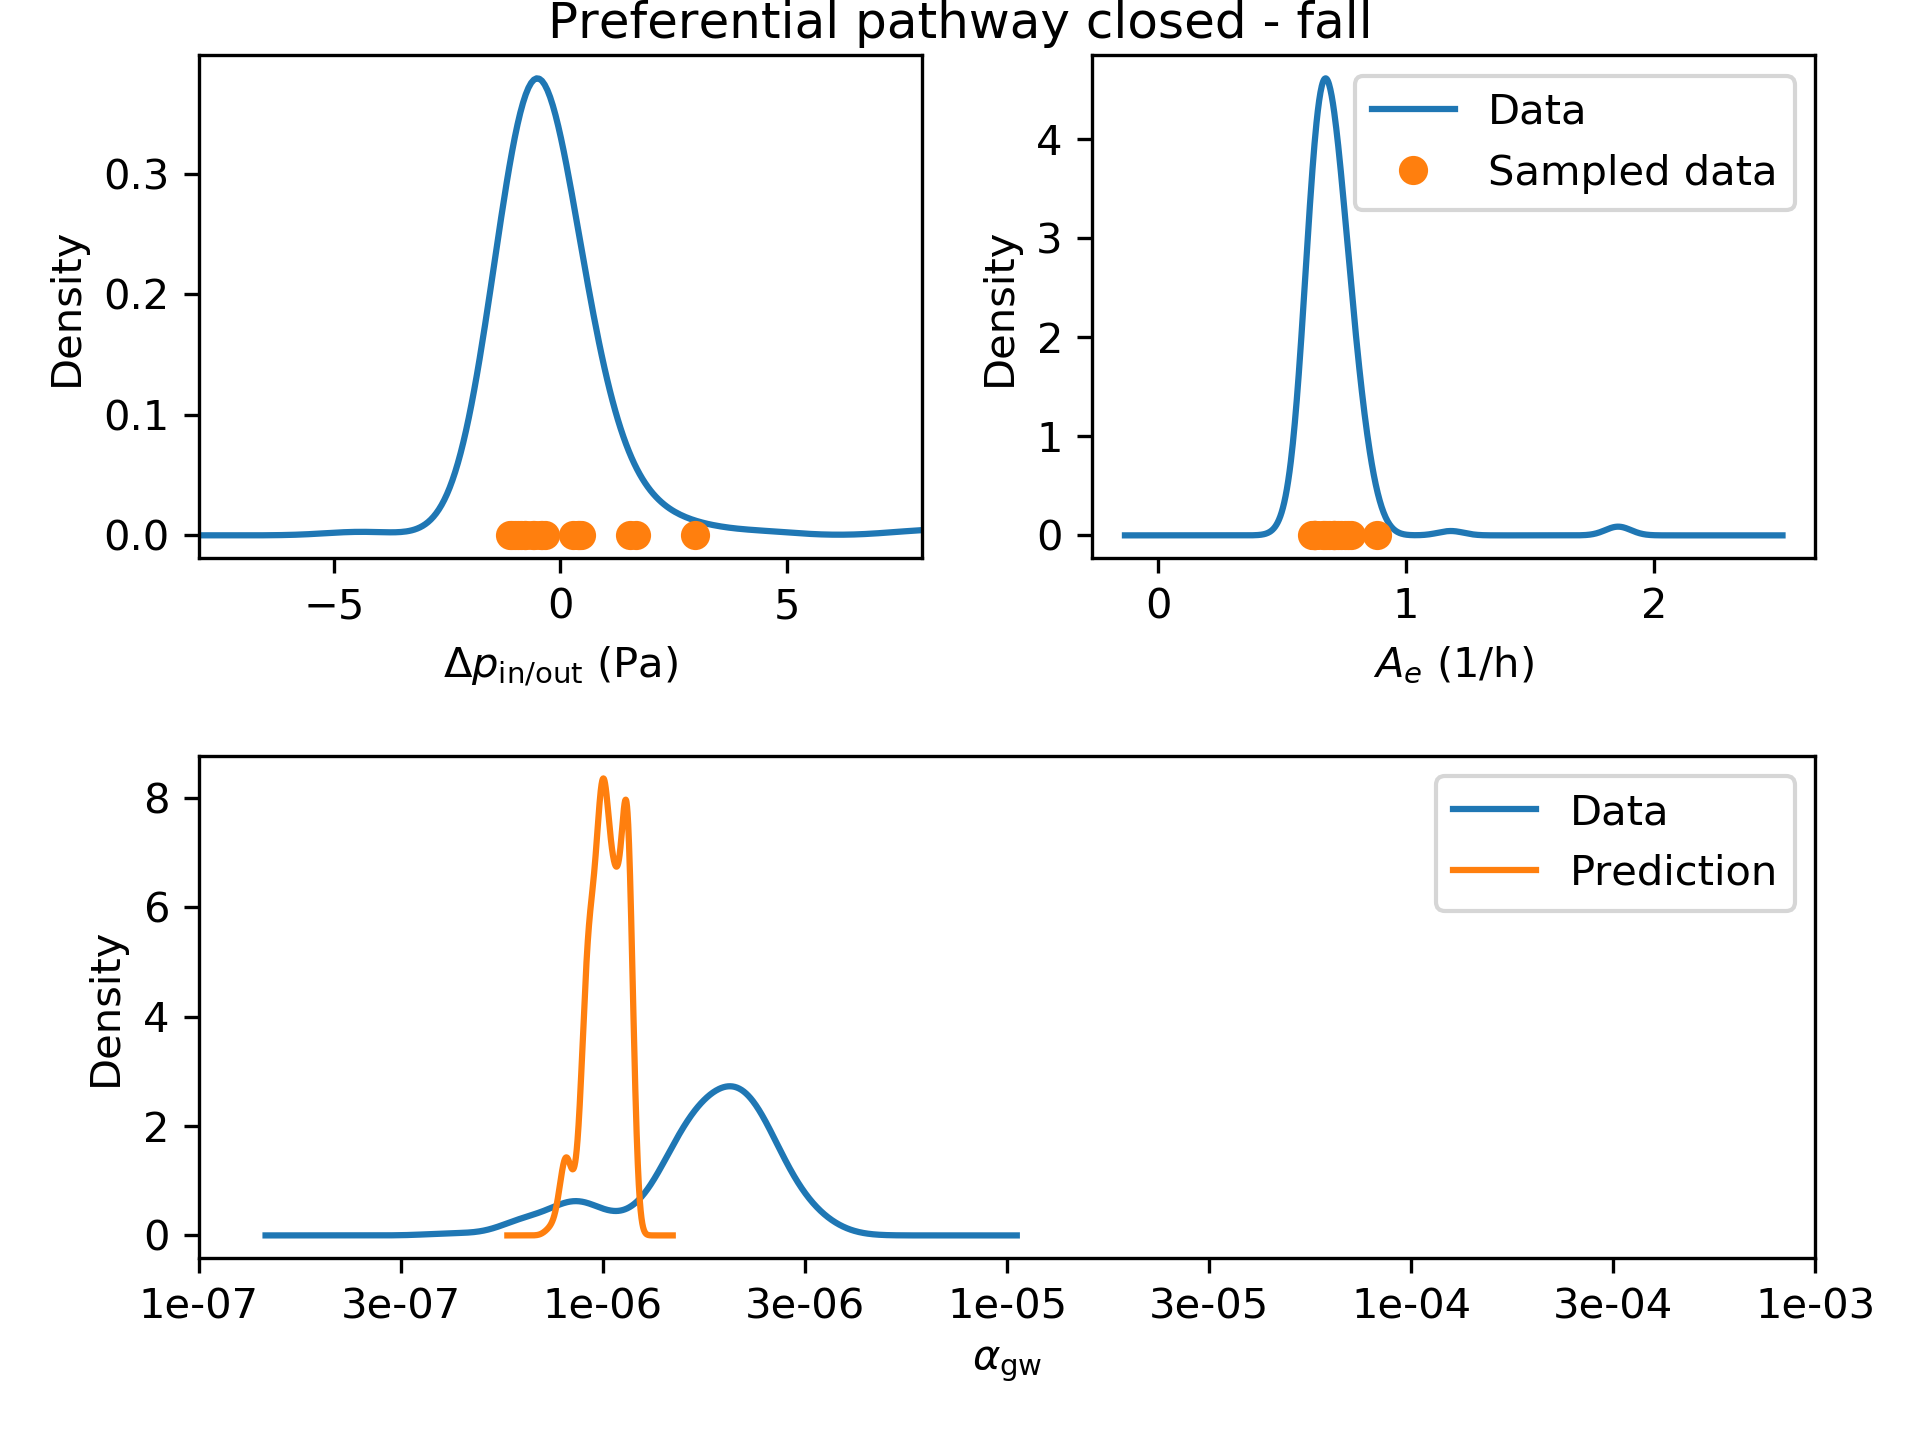 Preferential pathway closed - fall
Density
0.3
0.2
0.1
0.0
−5 0 5
Δp_in/out (Pa)
Density
4
3
2
1
0
0 1 2
A_e (1/h)
Data
Sampled data
Density
8
6
4
2
0
Data
Prediction
1e-07 3e-07 1e-06 3e-06 1e-05 3e-05 1e-04 3e-04 1e-03
α_gw